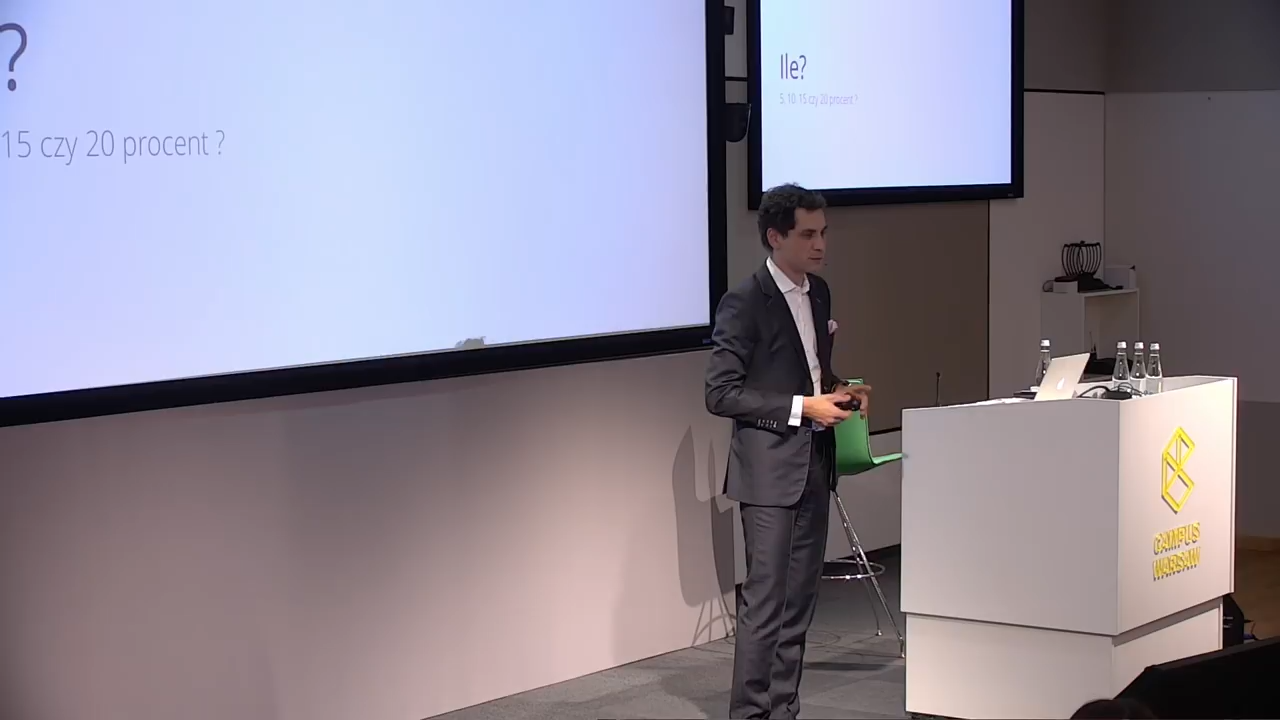 ?
15 czy 20 procent ?
Ile?
5, 10 15 czy 20 procent ?
CAMPUS
WARSAW